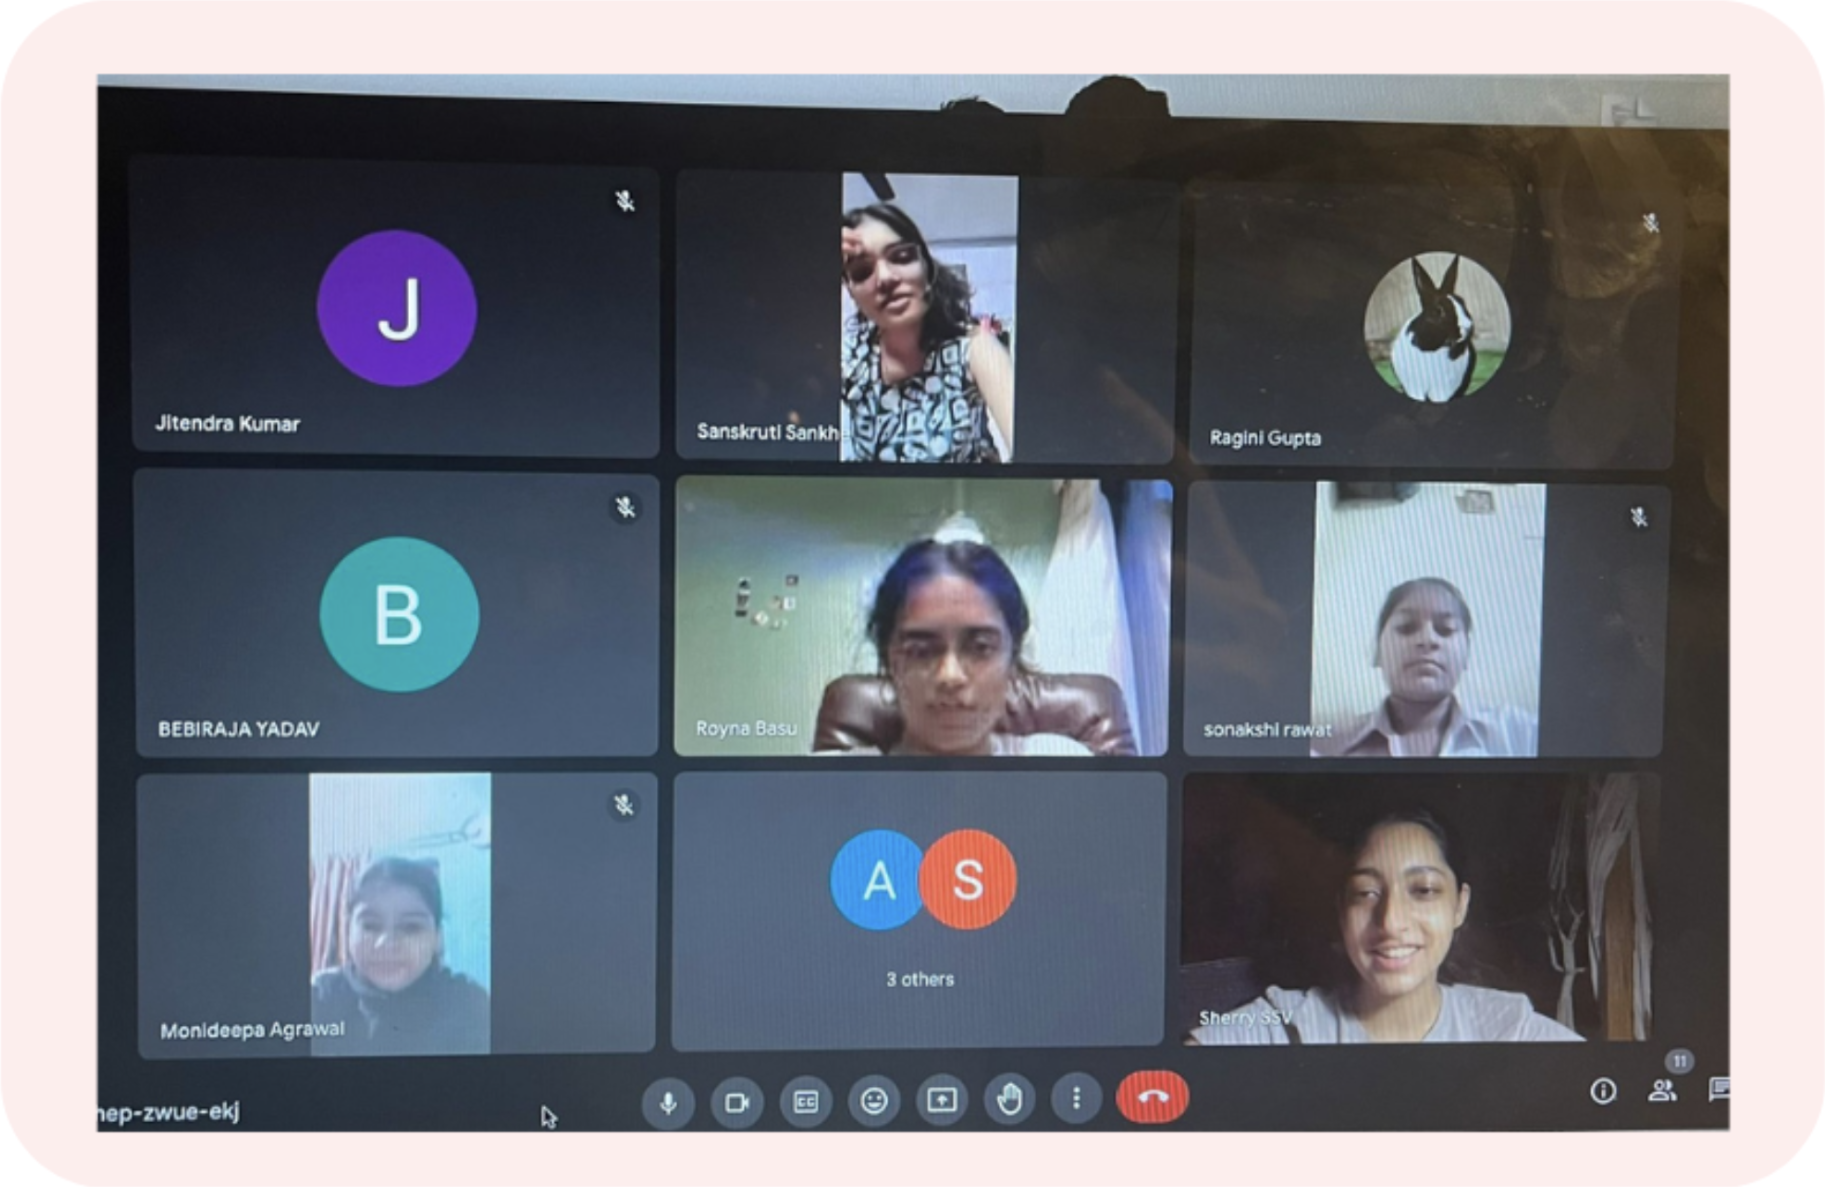 J
Jitendra Kumar
Sanskruti Sankh
Ragini Gupta
B
BEBIRAJA YADAV
Royna Basu
sonakshi rawat
Monideepa Agrawal
A S
3 others
Sherry SSV
nep-zwue-ekj
CC
11